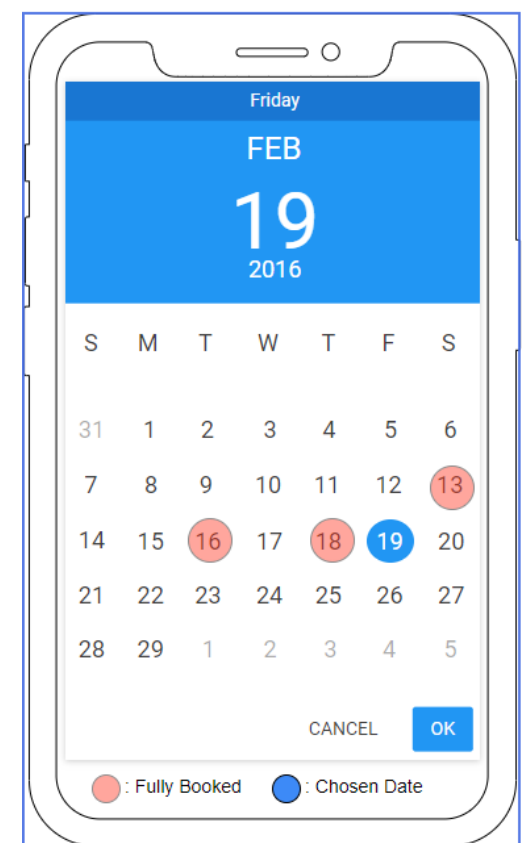 Friday
FEB
19
2016
S M T W T F S
31 1 2 3 4 5 6
7 8 9 10 11 12 13
14 15 16 17 18 19 20
21 22 23 24 25 26 27
28 29 1 2 3 4 5
CANCEL OK
: Fully Booked : Chosen Date